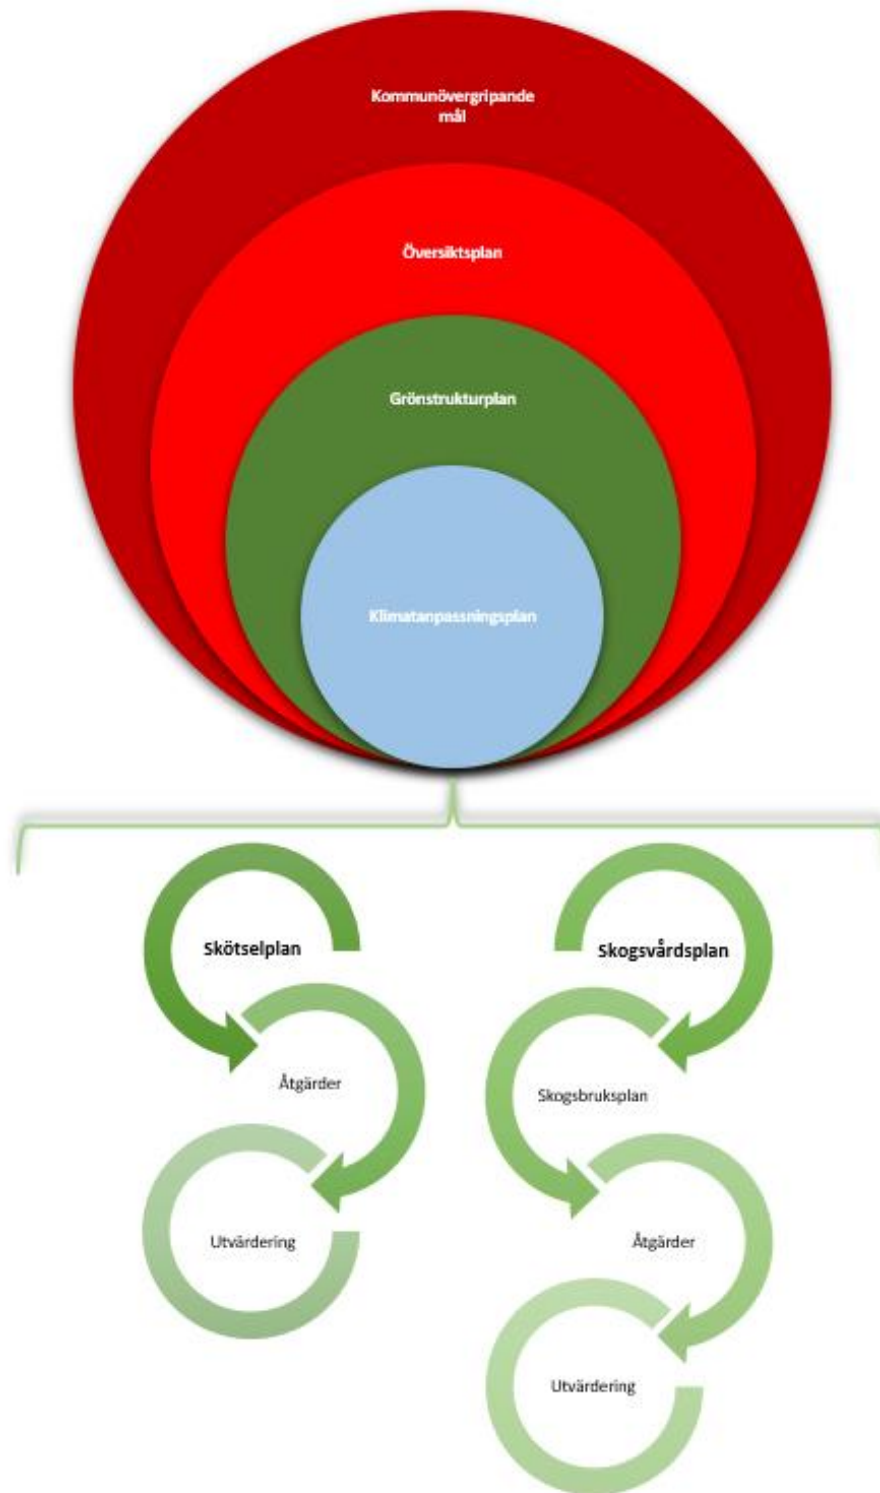 Kommunövergripande
mål
Översiktsplan
Grönstrukturplan
Klimatanpassningsplan
Skötselplan
Åtgärder
Utvärdering
Skogsvårdsplan
Skogsbruksplan
Åtgärder
Utvärdering